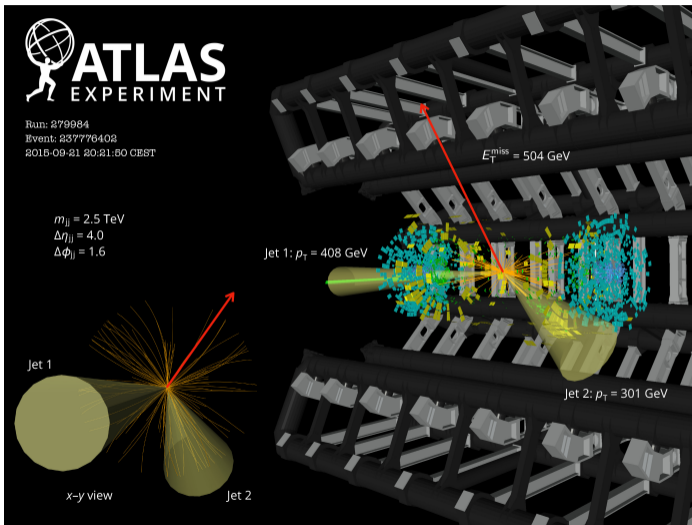 ATLAS
EXPERIMENT
Run: 279984
Event: 237776402
2015-09-21 20:21:50 CEST
m_jj = 2.5 TeV
Δη_jj = 4.0
Δϕ_jj = 1.6
E_T^miss = 504 GeV
Jet 1: p_T = 408 GeV
Jet 2: p_T = 301 GeV
Jet 1
Jet 2
x–y view